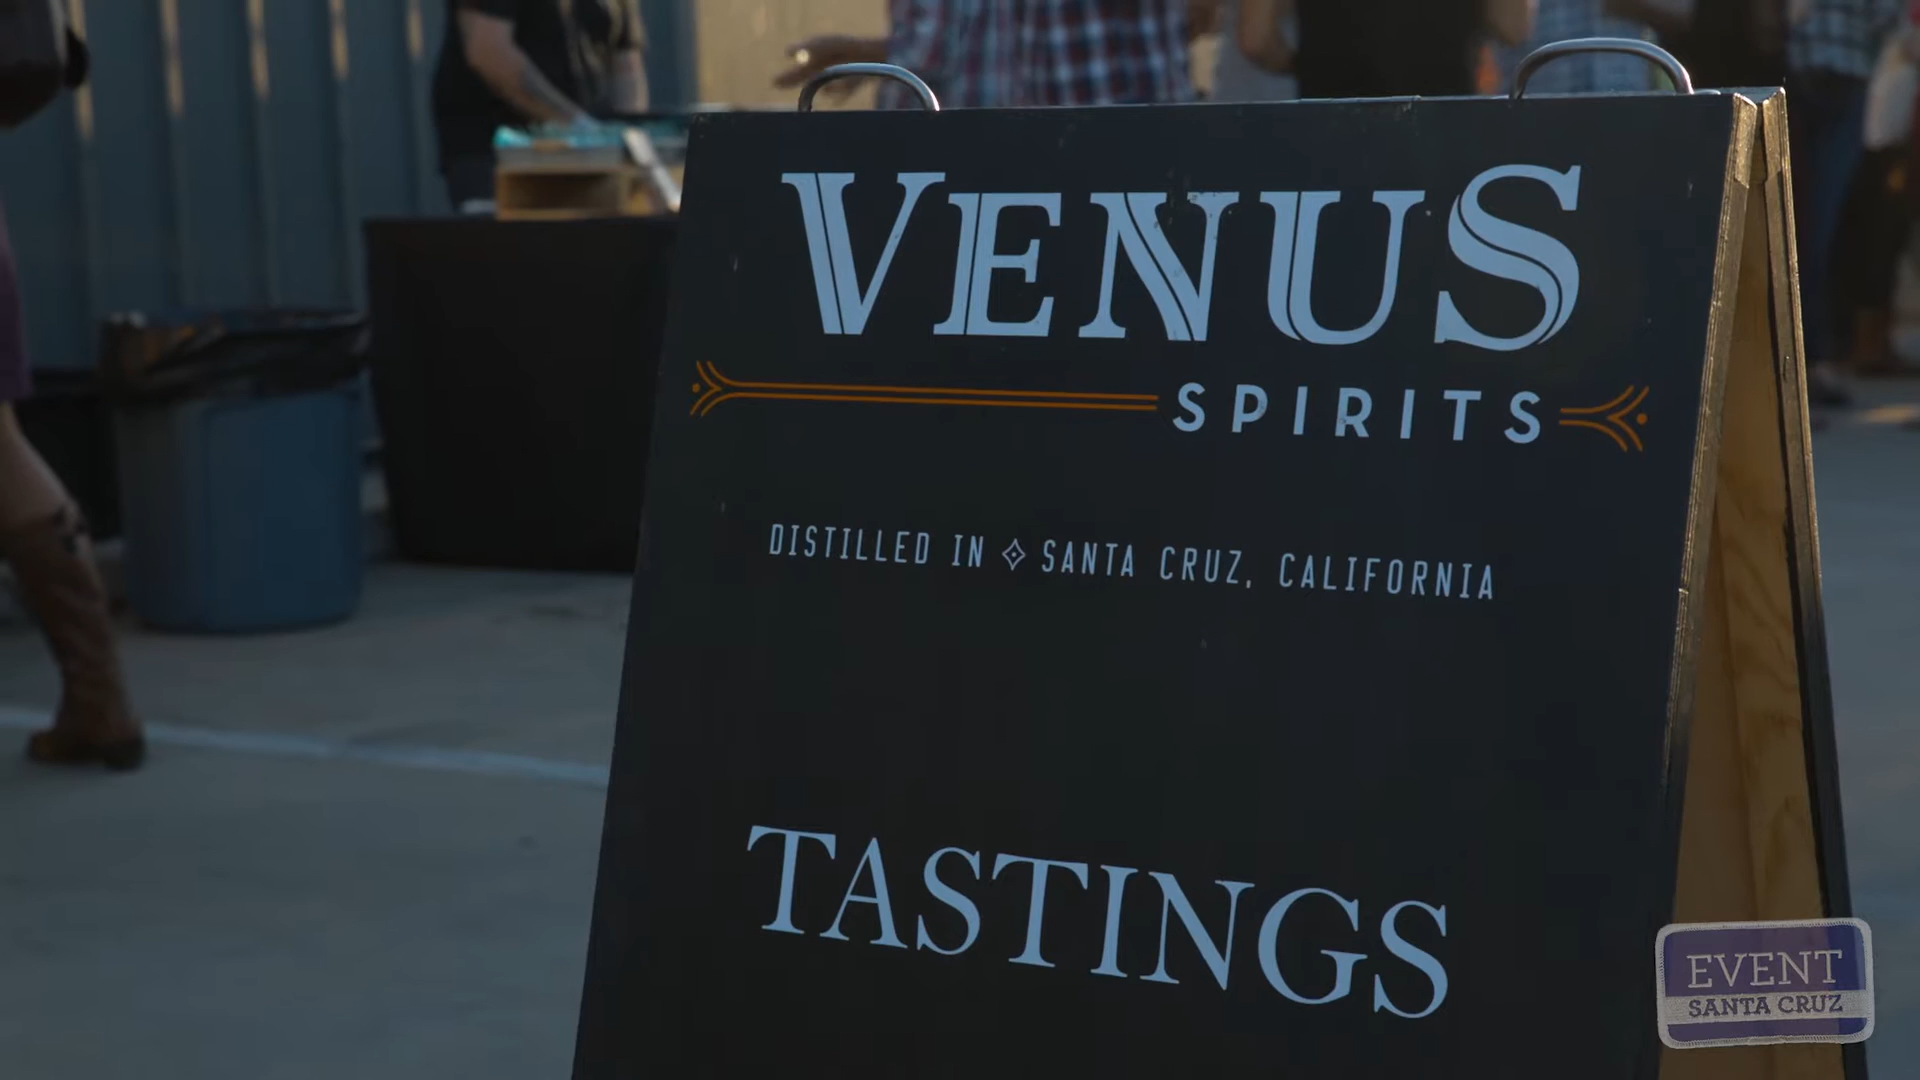 VENUS
SPIRITS
DISTILLED IN SANTA CRUZ, CALIFORNIA
TASTINGS
EVENT
SANTA CRUZ